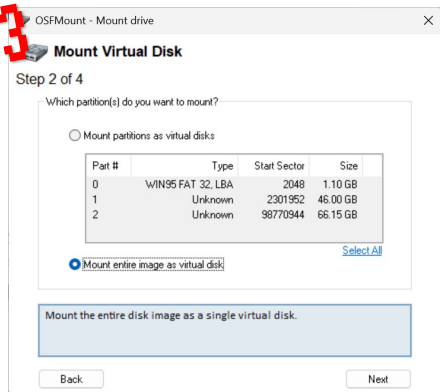 3
OSFMount - Mount drive
Mount Virtual Disk
Step 2 of 4
Which partition(s) do you want to mount?
Mount partitions as virtual disks
Part # Type Start Sector Size
0 WIN95 FAT 32, LBA 2048 1.10 GB
1 Unknown 2301952 46.00 GB
2 Unknown 98770944 66.15 GB
Select All
Mount entire image as virtual disk
Mount the entire disk image as a single virtual disk.
Back Next